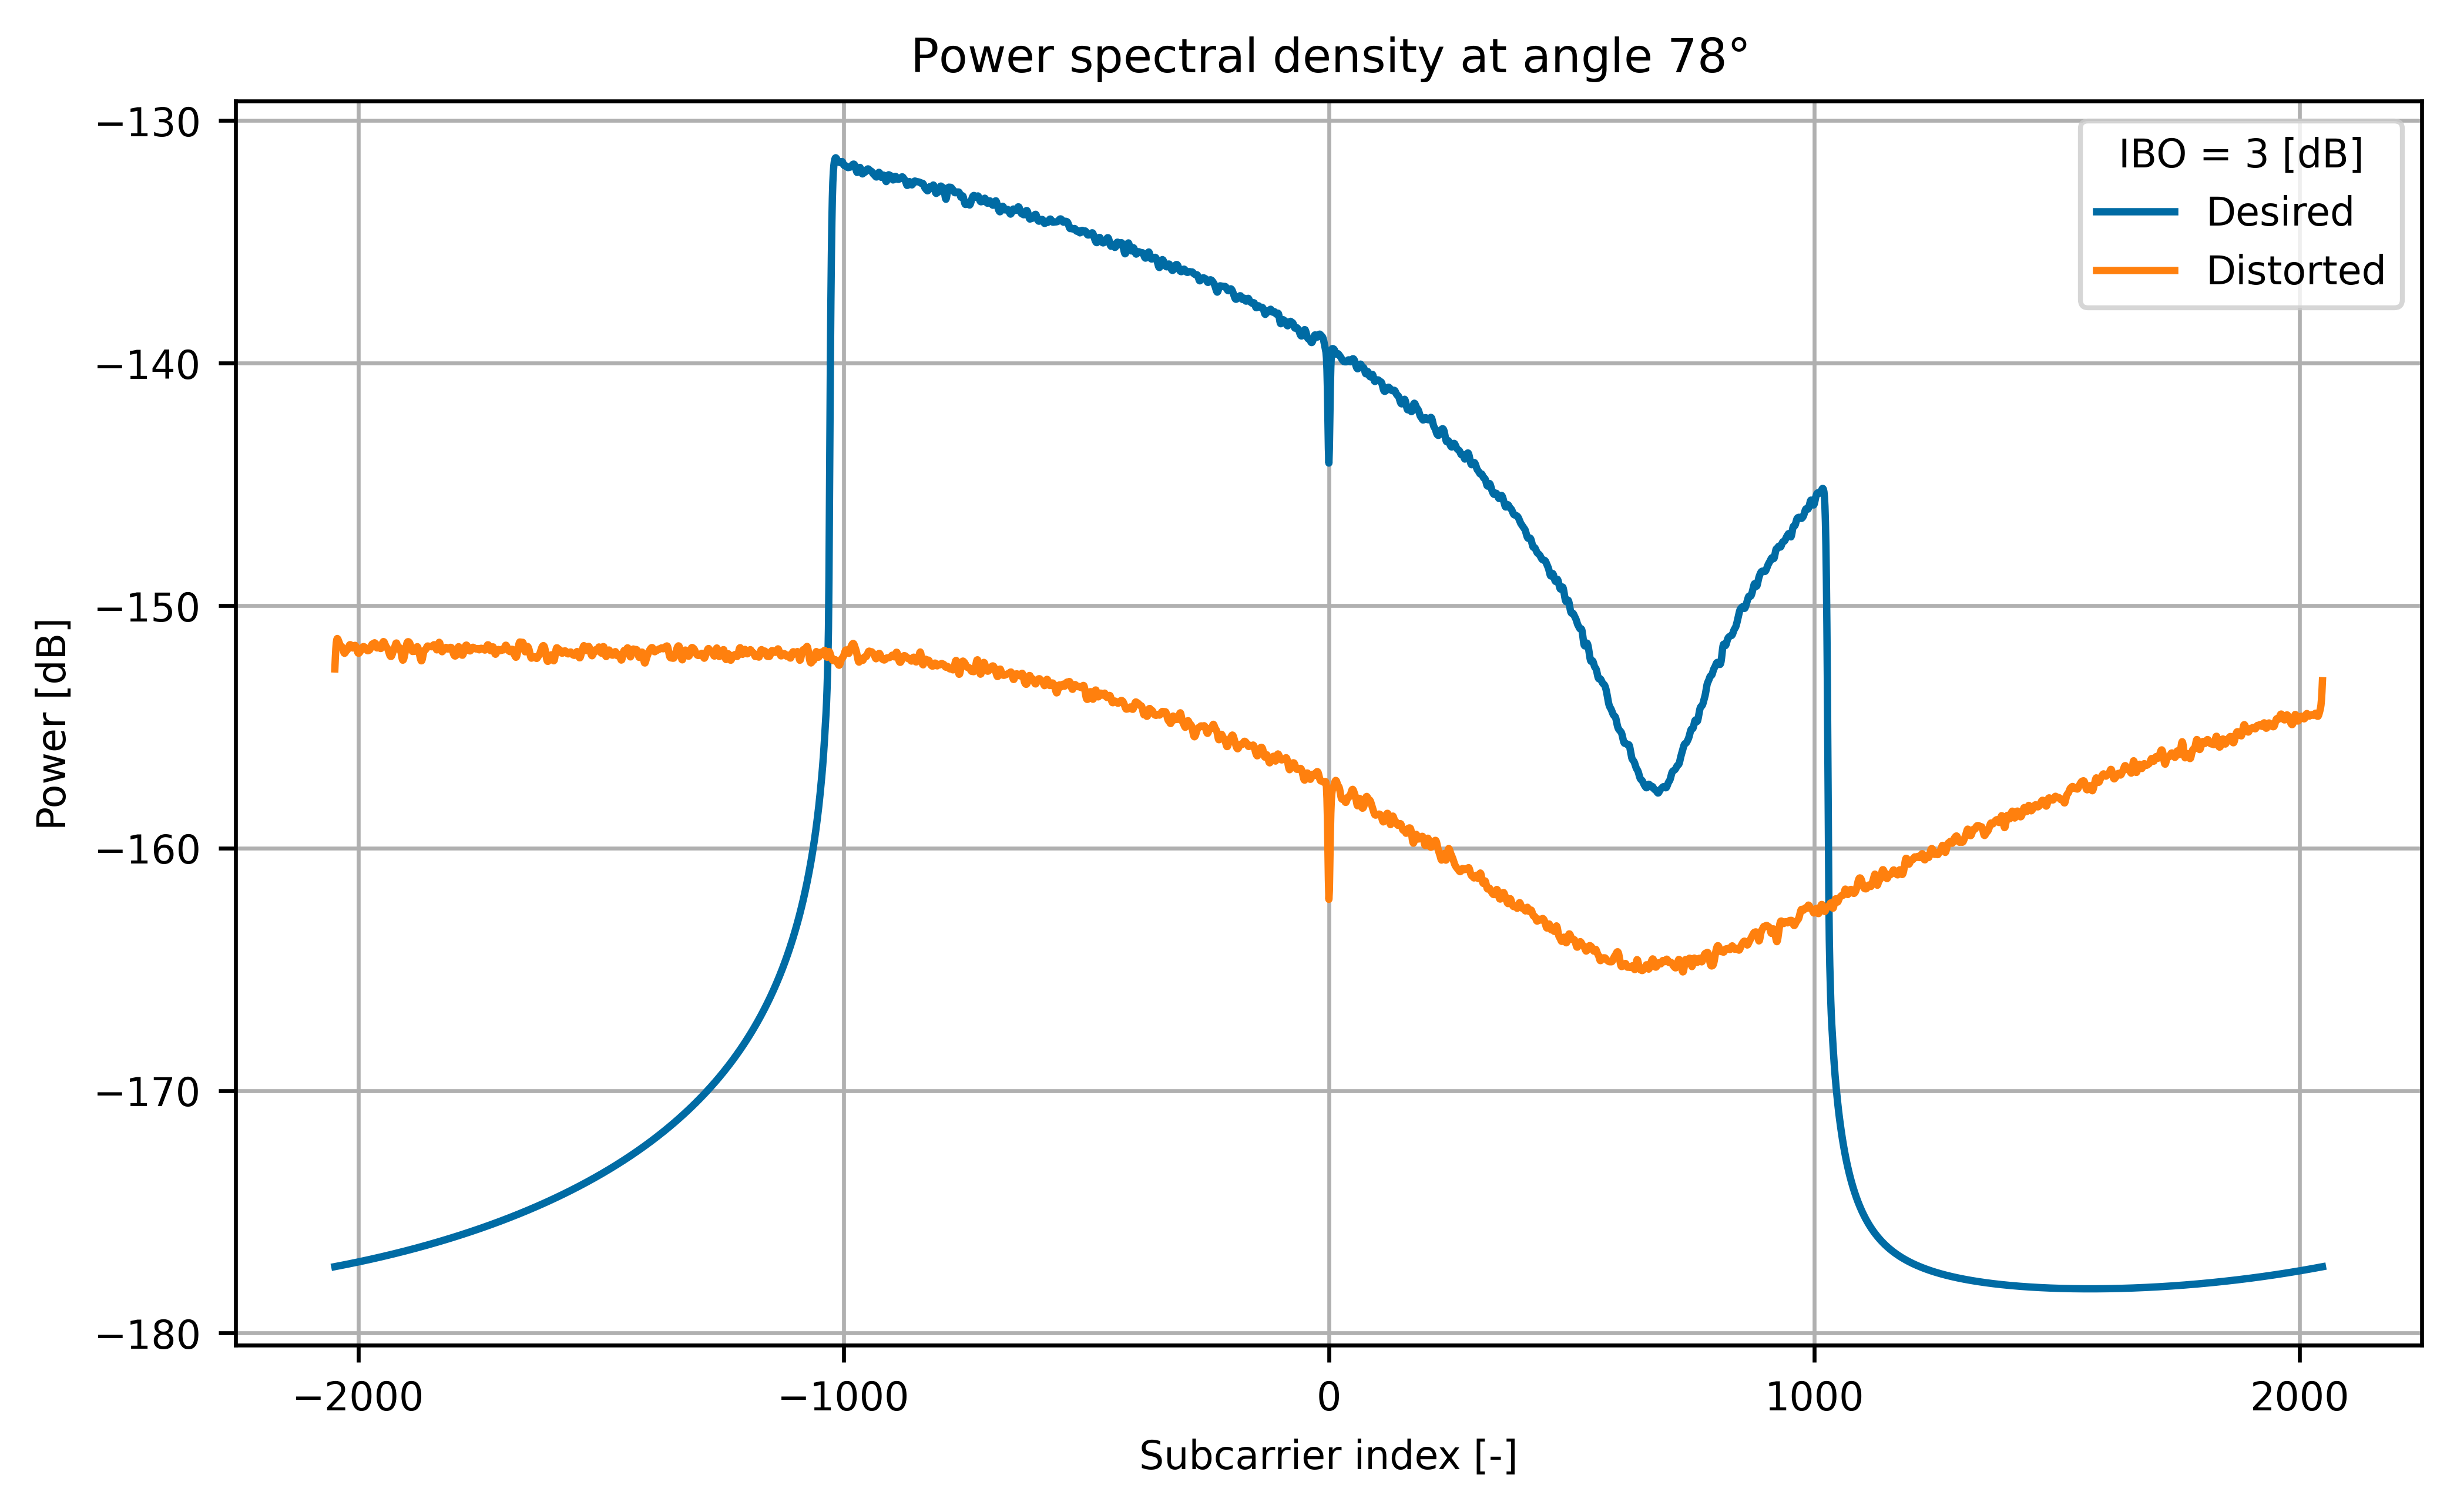 Power spectral density at angle 78°
IBO = 3 [dB]
Desired
Distorted
Power [dB]
−130
−140
−150
−160
−170
−180
−2000
−1000
0
1000
2000
Subcarrier index [-]